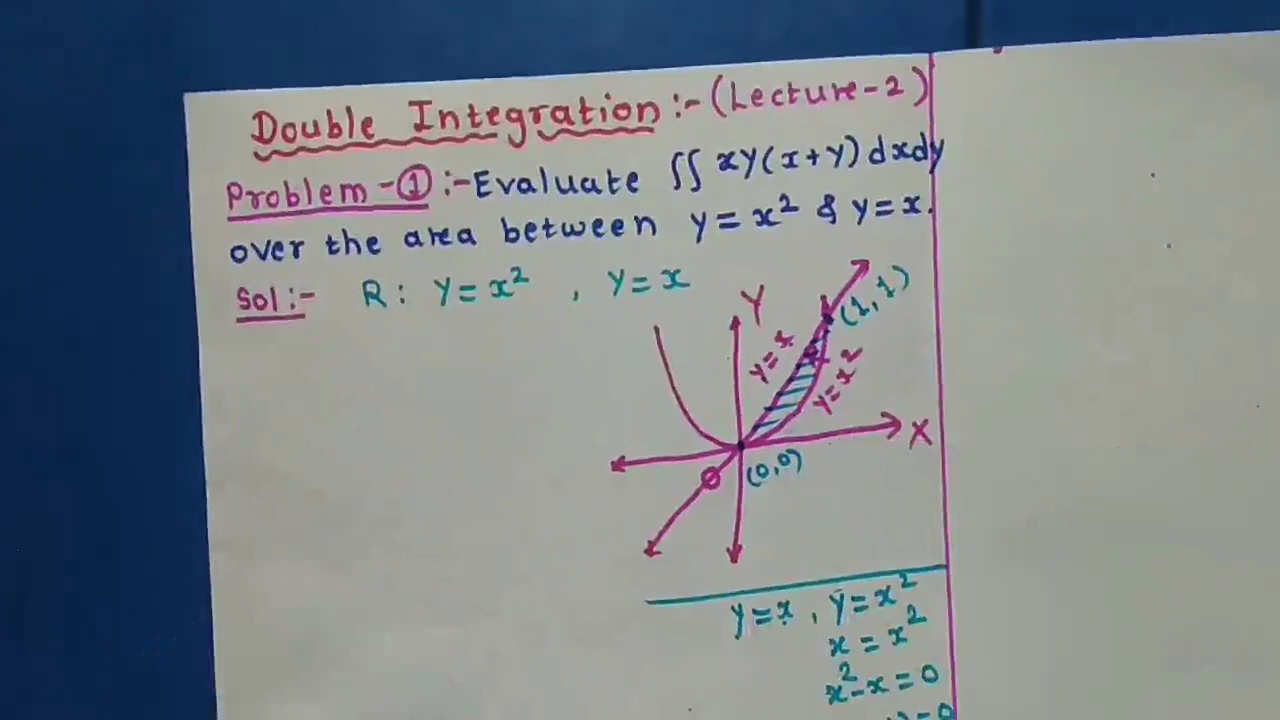 Double Integration :- (Lecture-2)
Problem-① :- Evaluate ∬ xy(x+y) dxdy
over the area between y = x² & y = x.
Sol:- R: y = x² , y = x
Y
(1,1)
y=x
y=x²
X
(0,0)
y=x, y=x²
x = x²
x²-x=0